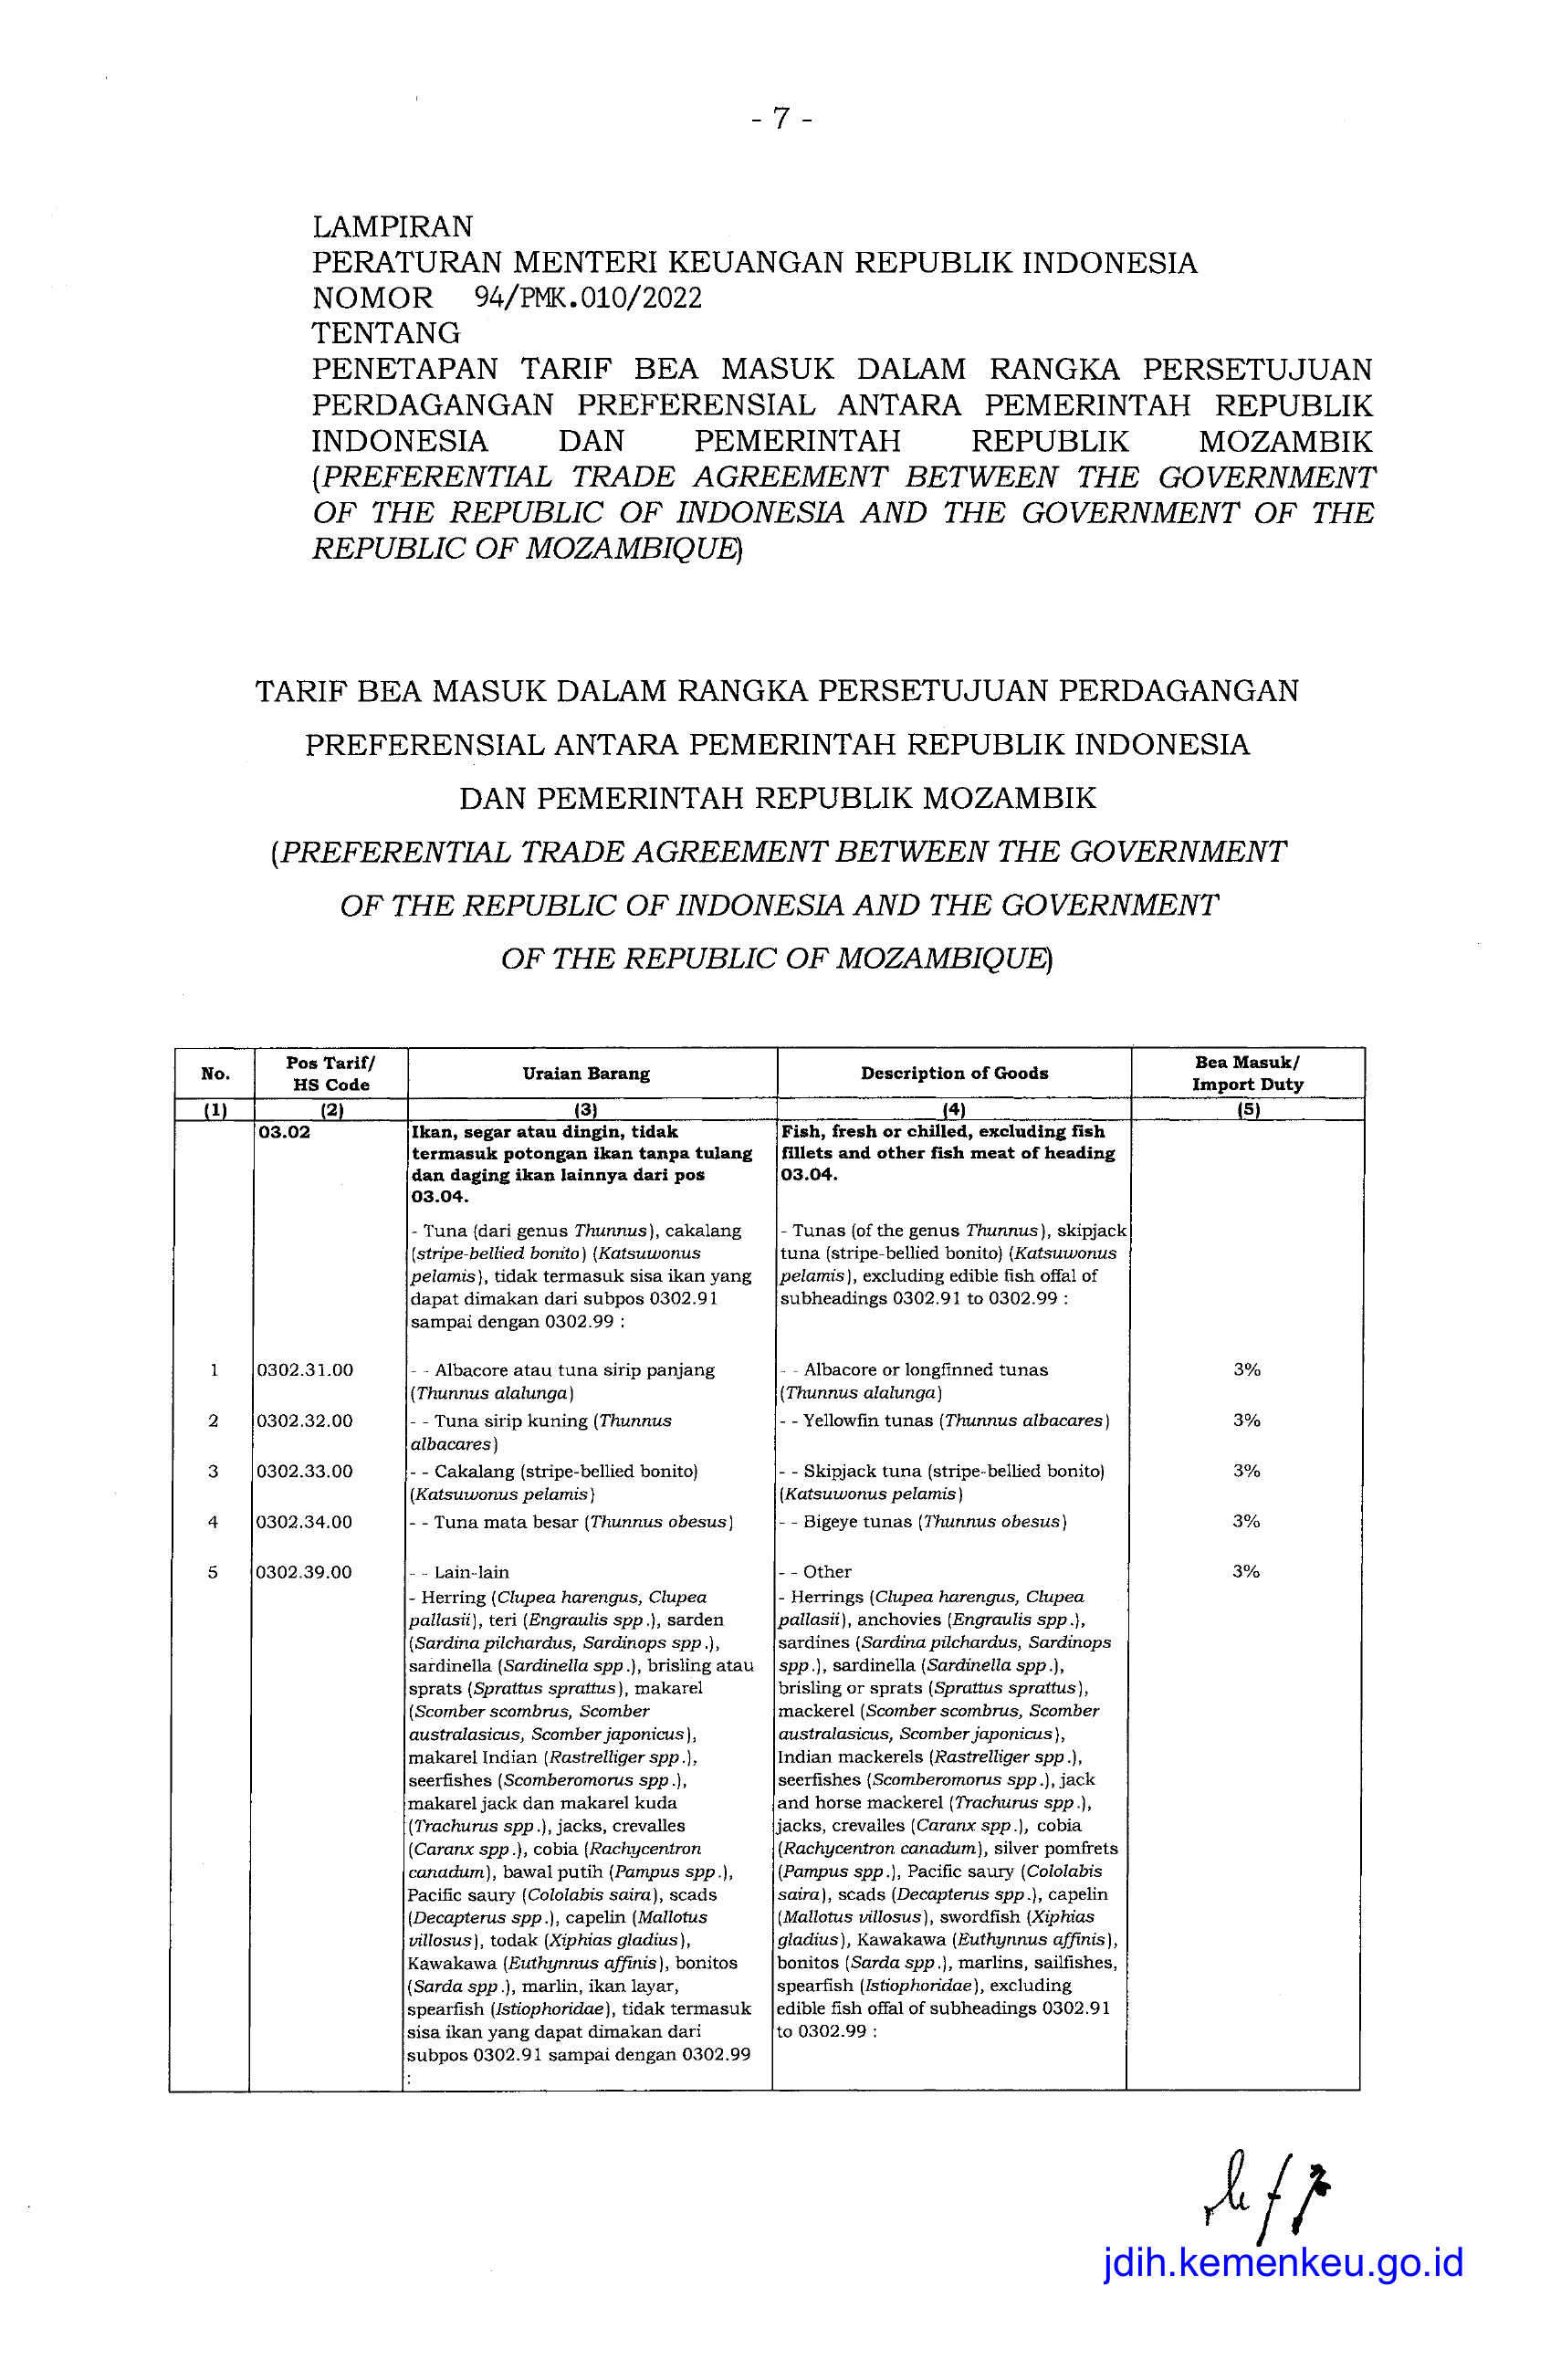 - 7 -
LAMPIRAN
PERATURAN MENTERI KEUANGAN REPUBLIK INDONESIA
NOMOR 94/PMK.010/2022
TENTANG
PENETAPAN TARIF BEA MASUK DALAM RANGKA PERSETUJUAN
PERDAGANGAN PREFERENSIAL ANTARA PEMERINTAH REPUBLIK
INDONESIA DAN PEMERINTAH REPUBLIK MOZAMBIK
(PREFERENTIAL TRADE AGREEMENT BETWEEN THE GOVERNMENT
OF THE REPUBLIC OF INDONESIA AND THE GOVERNMENT OF THE
REPUBLIC OF MOZAMBIQUE)
TARIF BEA MASUK DALAM RANGKA PERSETUJUAN PERDAGANGAN
PREFERENSIAL ANTARA PEMERINTAH REPUBLIK INDONESIA
DAN PEMERINTAH REPUBLIK MOZAMBIK
(PREFERENTIAL TRADE AGREEMENT BETWEEN THE GOVERNMENT
OF THE REPUBLIC OF INDONESIA AND THE GOVERNMENT
OF THE REPUBLIC OF MOZAMBIQUE)
No.
Pos Tarif/
HS Code
Uraian Barang
Description of Goods
Bea Masuk/
Import Duty
(1) (2) (3) (4) (5)
03.02
Ikan, segar atau dingin, tidak
termasuk potongan ikan tanpa tulang
dan daging ikan lainnya dari pos
03.04.
Fish, fresh or chilled, excluding fish
fillets and other fish meat of heading
03.04.
- Tuna (dari genus Thunnus), cakalang
(stripe-bellied bonito) (Katsuwonus
pelamis), tidak termasuk sisa ikan yang
dapat dimakan dari subpos 0302.91
sampai dengan 0302.99 :
- Tunas (of the genus Thunnus), skipjack
tuna (stripe-bellied bonito) (Katsuwonus
pelamis), excluding edible fish offal of
subheadings 0302.91 to 0302.99 :
1
0302.31.00
- - Albacore atau tuna sirip panjang
(Thunnus alalunga)
- - Albacore or longfinned tunas
(Thunnus alalunga)
3%
2
0302.32.00
- - Tuna sirip kuning (Thunnus
albacares)
- - Yellowfin tunas (Thunnus albacares)
3%
3
0302.33.00
- - Cakalang (stripe-bellied bonito)
(Katsuwonus pelamis)
- - Skipjack tuna (stripe-bellied bonito)
(Katsuwonus pelamis)
3%
4
0302.34.00
- - Tuna mata besar (Thunnus obesus)
- - Bigeye tunas (Thunnus obesus)
3%
5
0302.39.00
- - Lain-lain
- - Other
3%
- Herring (Clupea harengus, Clupea
pallasii), teri (Engraulis spp.), sarden
(Sardina pilchardus, Sardinops spp.),
sardinella (Sardinella spp.), brisling atau
sprats (Sprattus sprattus), makarel
(Scomber scombrus, Scomber
australasicus, Scomber japonicus),
makarel Indian (Rastrelliger spp.),
seerfishes (Scomberomorus spp.),
makarel jack dan makarel kuda
(Trachurus spp.), jacks, crevalles
(Caranx spp.), cobia (Rachycentron
canadum), bawal putih (Pampus spp.),
Pacific saury (Cololabis saira), scads
(Decapterus spp.), capelin (Mallotus
villosus), todak (Xiphias gladius),
Kawakawa (Euthynnus affinis), bonitos
(Sarda spp.), marlin, ikan layar,
spearfish (Istiophoridae), tidak termasuk
sisa ikan yang dapat dimakan dari
subpos 0302.91 sampai dengan 0302.99
:
- Herrings (Clupea harengus, Clupea
pallasii), anchovies (Engraulis spp.),
sardines (Sardina pilchardus, Sardinops
spp.), sardinella (Sardinella spp.),
brisling or sprats (Sprattus sprattus),
mackerel (Scomber scombrus, Scomber
australasicus, Scomber japonicus),
Indian mackerels (Rastrelliger spp.),
seerfishes (Scomberomorus spp.), jack
and horse mackerel (Trachurus spp.),
jacks, crevalles (Caranx spp.), cobia
(Rachycentron canadum), silver pomfrets
(Pampus spp.), Pacific saury (Cololabis
saira), scads (Decapterus spp.), capelin
(Mallotus villosus), swordfish (Xiphias
gladius), Kawakawa (Euthynnus affinis),
bonitos (Sarda spp.), marlins, sailfishes,
spearfish (Istiophoridae), excluding
edible fish offal of subheadings 0302.91
to 0302.99 :
jdih.kemenkeu.go.id